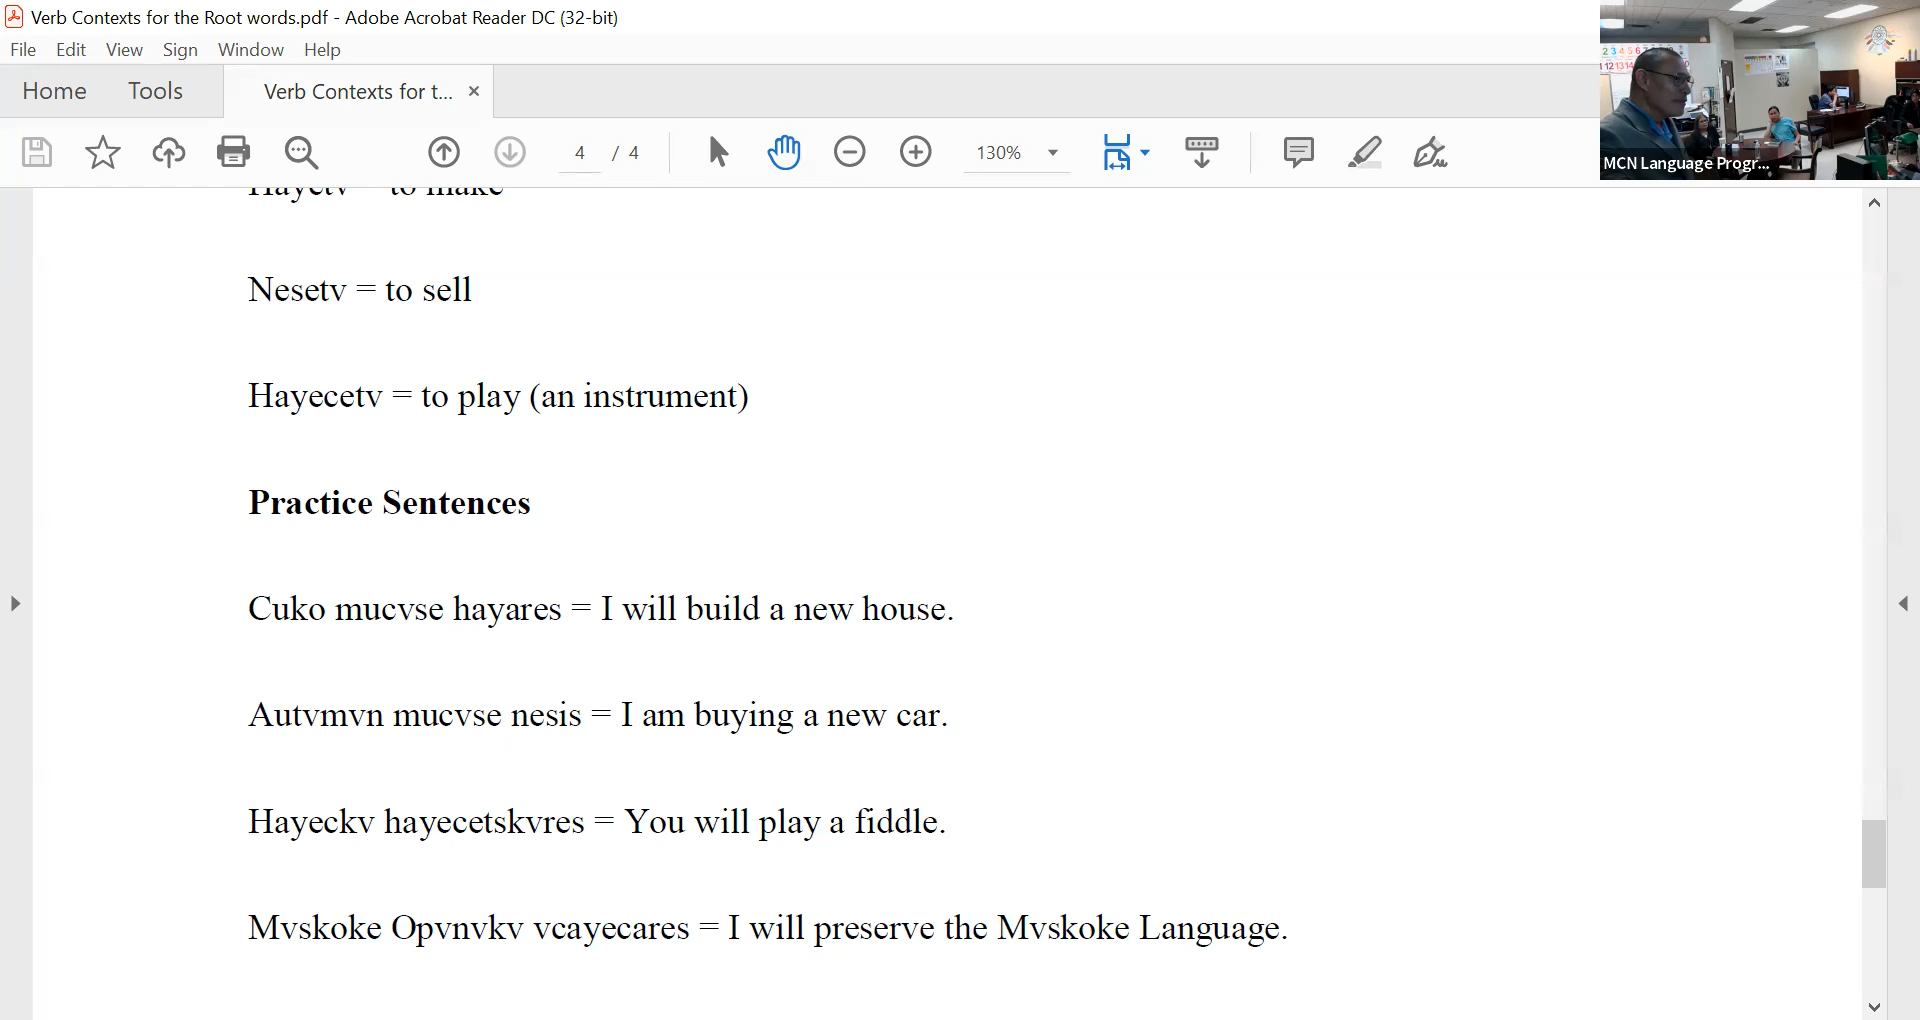 Verb Contexts for the Root words.pdf - Adobe Acrobat Reader DC (32-bit)
File Edit View Sign Window Help
Home Tools Verb Contexts for t... ×
4 / 4 130%
MCN Language Progr...
Hayetv = to make
Nesetv = to sell
Hayecetv = to play (an instrument)
Practice Sentences
Cuko mucvse hayares = I will build a new house.
Autvmvn mucvse nesis = I am buying a new car.
Hayeckv hayecetskvres = You will play a fiddle.
Mvskoke Opvnvkv vcayecares = I will preserve the Mvskoke Language.